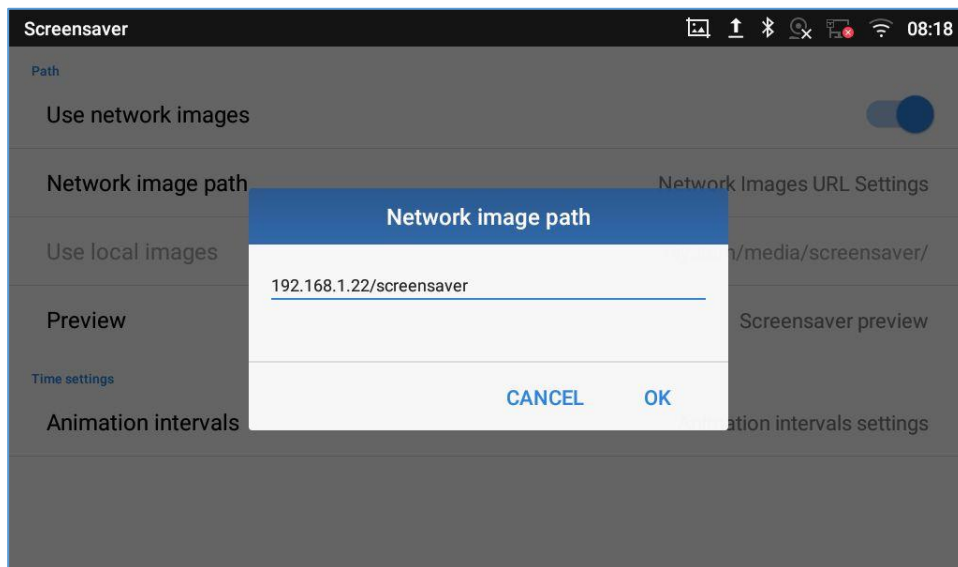 Screensaver 08:18
Path
Use network images
Network image path Network Images URL Settings
Network image path
Use local images /media/screensaver/
192.168.1.22/screensaver
Preview Screensaver preview
Time settings
CANCEL OK
Animation intervals intervals settings